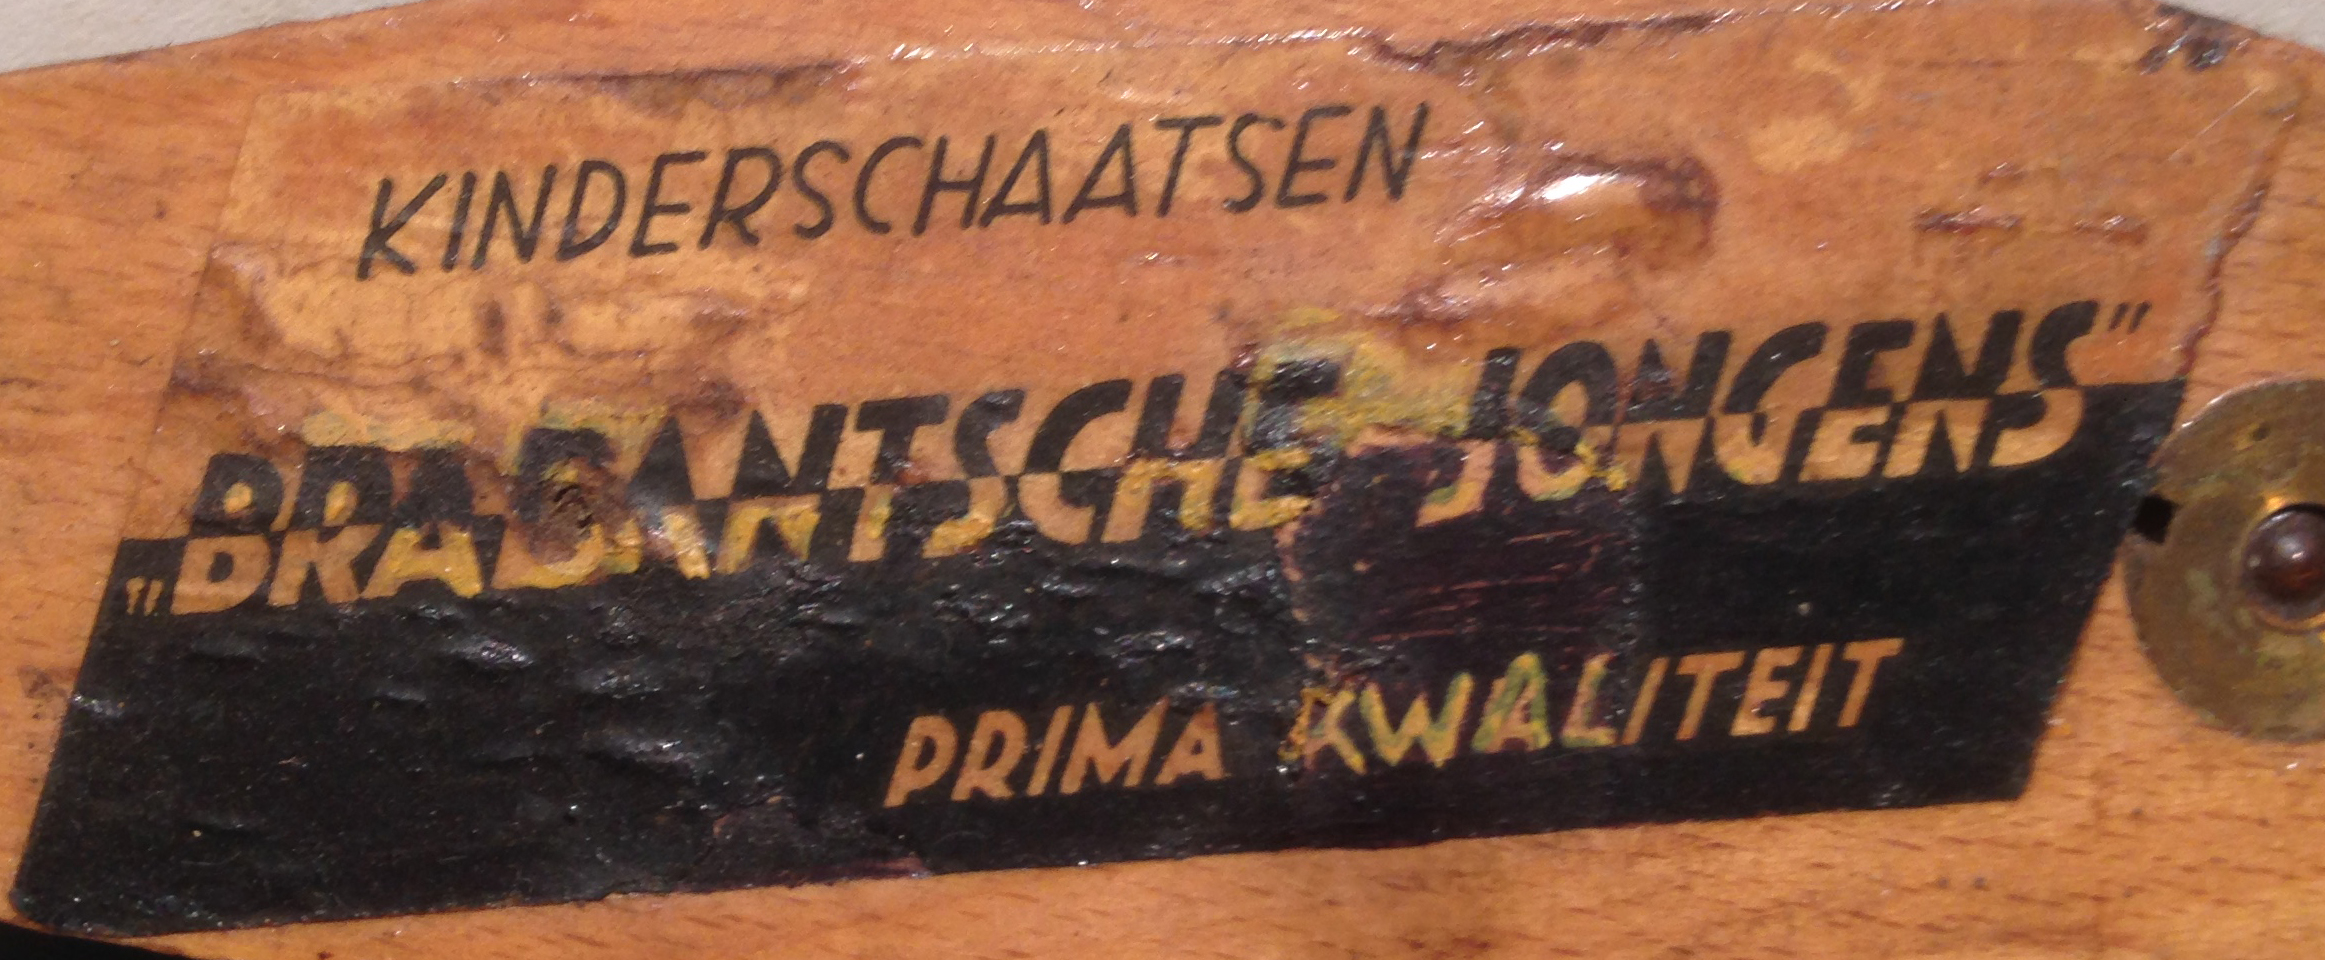 KINDERSCHAATSEN
„BRABANTSCHE JONGENS”
PRIMA KWALITEIT